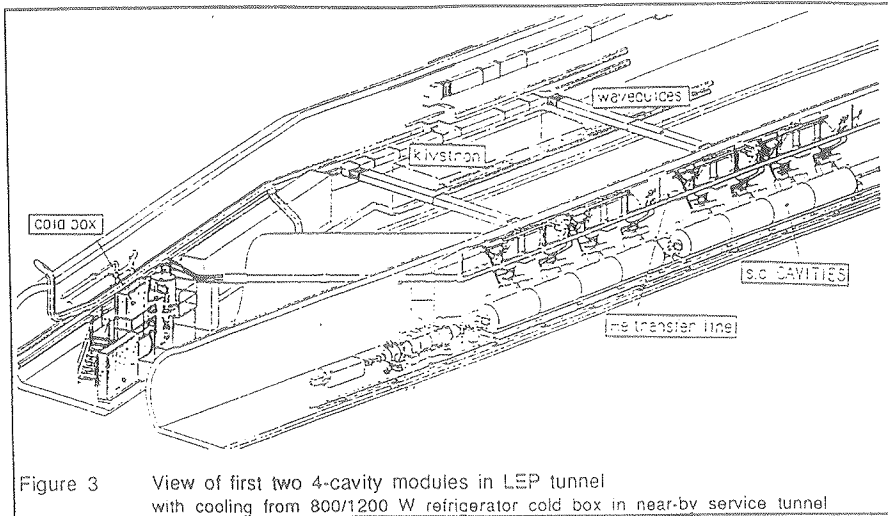 waveguides
klystron
cold box
s.c. CAVITIES
He transfer line
Figure 3 View of first two 4-cavity modules in LEP tunnel
with cooling from 800/1200 W refrigerator cold box in near-by service tunnel